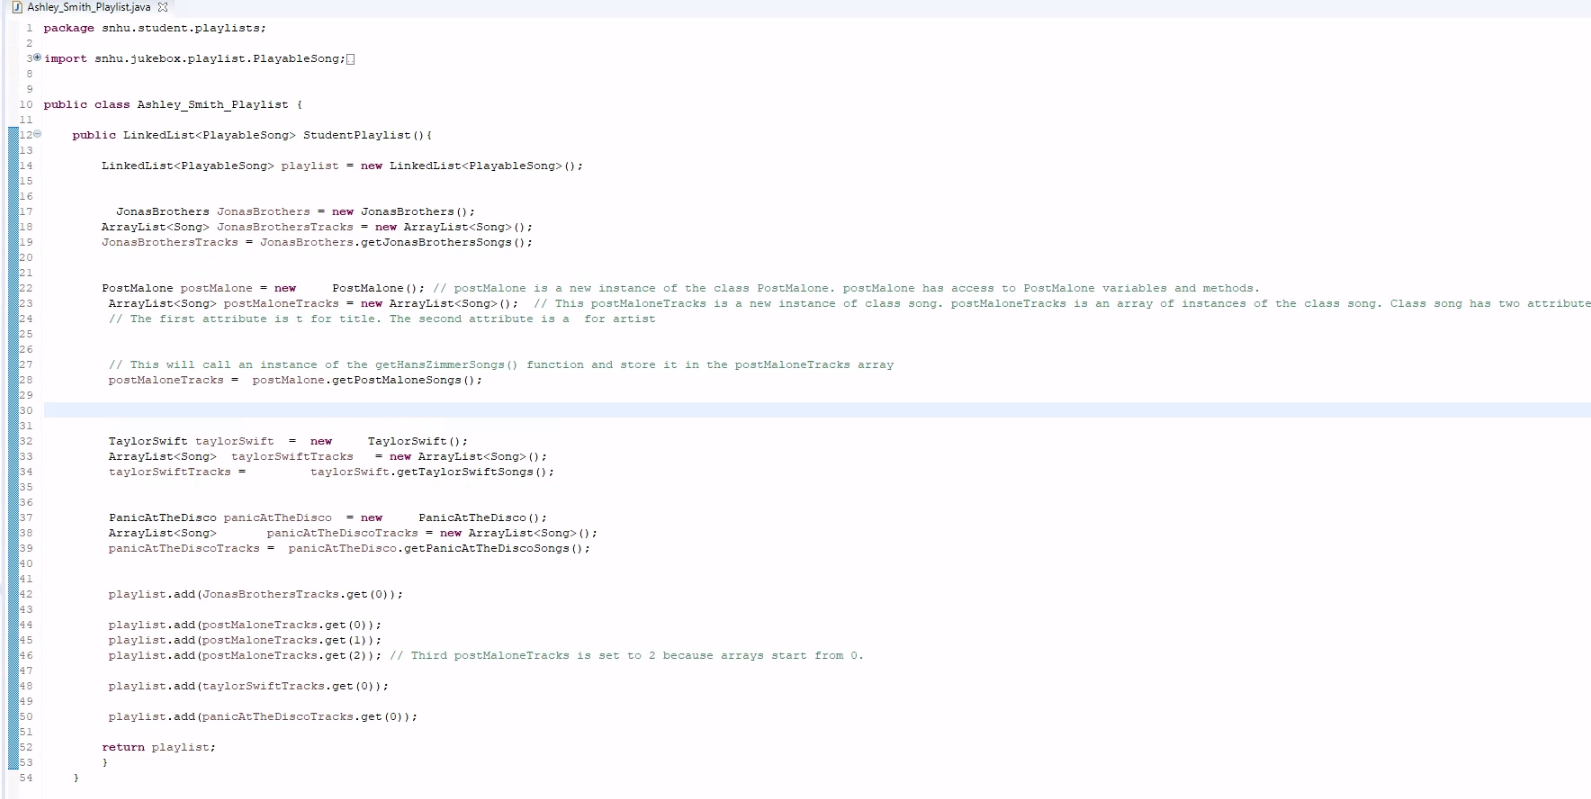 Ashley_Smith_Playlist.java
1 package snhu.student.playlists;
2
3 import snhu.jukebox.playlist.PlayableSong;
8
9
10 public class Ashley_Smith_Playlist {
11
12 public LinkedList<PlayableSong> StudentPlaylist(){
13
14 LinkedList<PlayableSong> playlist = new LinkedList<PlayableSong>();
15
16
17 JonasBrothers JonasBrothers = new JonasBrothers();
18 ArrayList<Song> JonasBrothersTracks = new ArrayList<Song>();
19 JonasBrothersTracks = JonasBrothers.getJonasBrothersSongs();
20
21
22 PostMalone postMalone = new PostMalone(); // postMalone is a new instance of the class PostMalone. postMalone has access to PostMalone variables and methods.
23 ArrayList<Song> postMaloneTracks = new ArrayList<Song>(); // This postMaloneTracks is a new instance of class song. postMaloneTracks is an array of instances of the class song. Class song has two attribute
24 // The first attribute is t for title. The second attribute is a for artist
25
26
27 // This will call an instance of the getHansZimmerSongs() function and store it in the postMaloneTracks array
28 postMaloneTracks = postMalone.getPostMaloneSongs();
29
30
31
32 TaylorSwift taylorSwift = new TaylorSwift();
33 ArrayList<Song> taylorSwiftTracks = new ArrayList<Song>();
34 taylorSwiftTracks = taylorSwift.getTaylorSwiftSongs();
35
36
37 PanicAtTheDisco panicAtTheDisco = new PanicAtTheDisco();
38 ArrayList<Song> panicAtTheDiscoTracks = new ArrayList<Song>();
39 panicAtTheDiscoTracks = panicAtTheDisco.getPanicAtTheDiscoSongs();
40
41
42 playlist.add(JonasBrothersTracks.get(0));
43
44 playlist.add(postMaloneTracks.get(0));
45 playlist.add(postMaloneTracks.get(1));
46 playlist.add(postMaloneTracks.get(2)); // Third postMaloneTracks is set to 2 because arrays start from 0.
47
48 playlist.add(taylorSwiftTracks.get(0));
49
50 playlist.add(panicAtTheDiscoTracks.get(0));
51
52 return playlist;
53 }
54 }